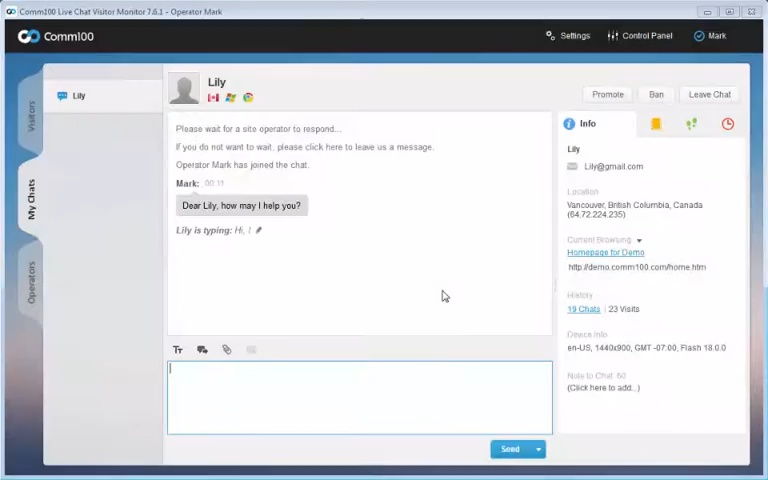 Comm100 Live Chat Visitor Monitor 7.6.1 - Operator Mark
Comm100
Settings
Control Panel
Mark
Visitors
My Chats
Operators
Lily
Lily
Promote
Ban
Leave Chat
Please wait for a site operator to respond...
If you do not want to wait, please click here to leave us a message.
Operator Mark has joined the chat.
Mark: 00:11
Dear Lily, how may I help you?
Lily is typing: Hi, I
Tт
Send
Info
Lily
Lily@gmail.com
Location
Vancouver, British Columbia, Canada
(64.72.224.235)
Current Browsing
Homepage for Demo
http://demo.comm100.com/home.htm
History
19 Chats | 23 Visits
Device Info
en-US, 1440x900, GMT -07:00, Flash 18.0.0
Note to Chat
(Click here to add...)